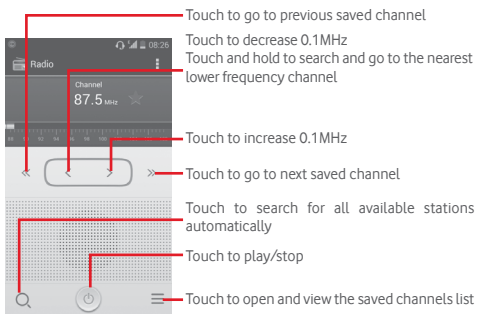 Touch to go to previous saved channel
08:26
Radio
Channel
87.5 MHz
Touch to decrease 0.1MHz
Touch and hold to search and go to the nearest
lower frequency channel
Touch to increase 0.1MHz
Touch to go to next saved channel
Touch to search for all available stations
automatically
Touch to play/stop
Touch to open and view the saved channels list